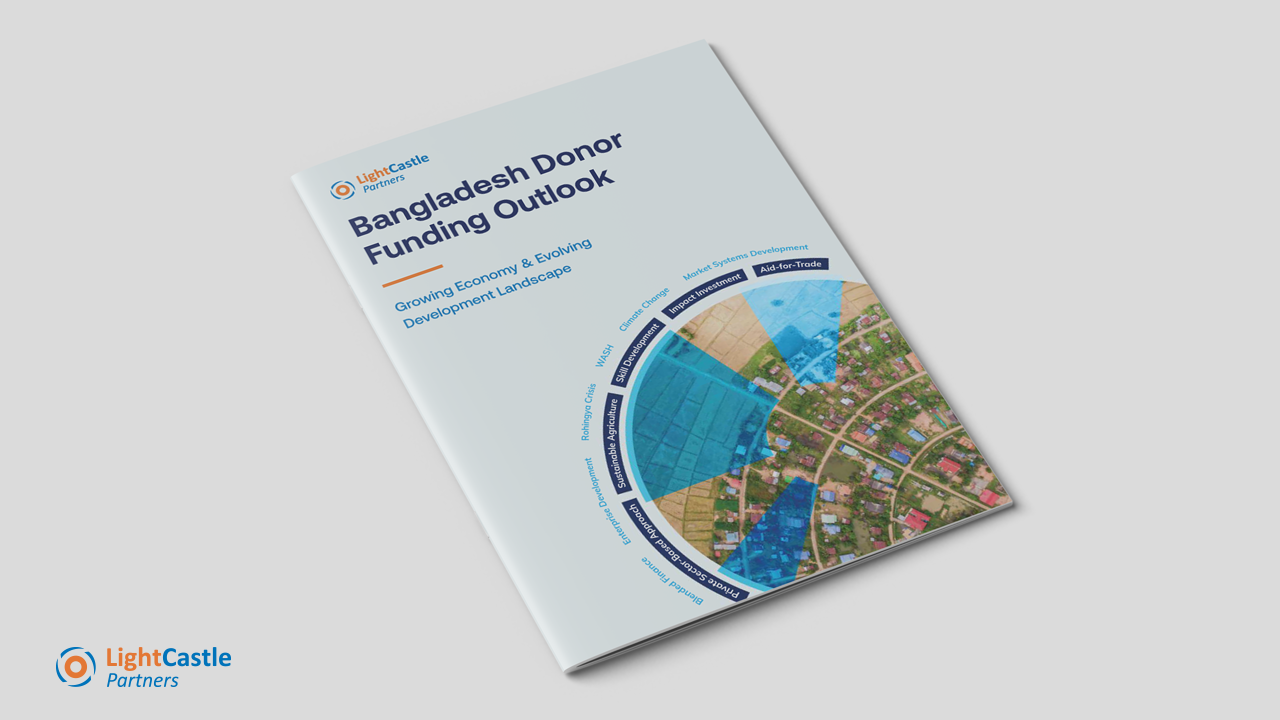 LightCastle
Partners
Bangladesh Donor
Funding Outlook
Growing Economy & Evolving
Development Landscape
Market Systems Development
Aid-for-Trade
Impact Investment
Climate Change
Skill Development
WASH
Rohingya Crisis
Sustainable Agriculture
Enterprise Development
Private Sector-Based Approach
Blended Finance
LightCastle
Partners